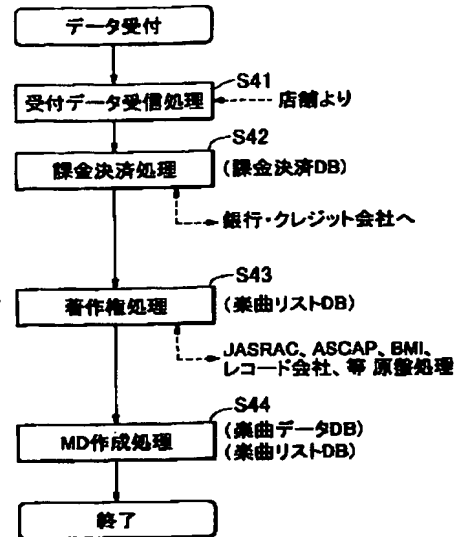 データ受付
S41
受付データ受信処理
店舗より
S42
課金決済処理
(課金決済DB)
銀行・クレジット会社へ
S43
著作権処理
(楽曲リストDB)
JASRAC、ASCAP、BMI、
レコード会社、等 原盤処理
S44
MD作成処理
(楽曲データDB)
(楽曲リストDB)
終了